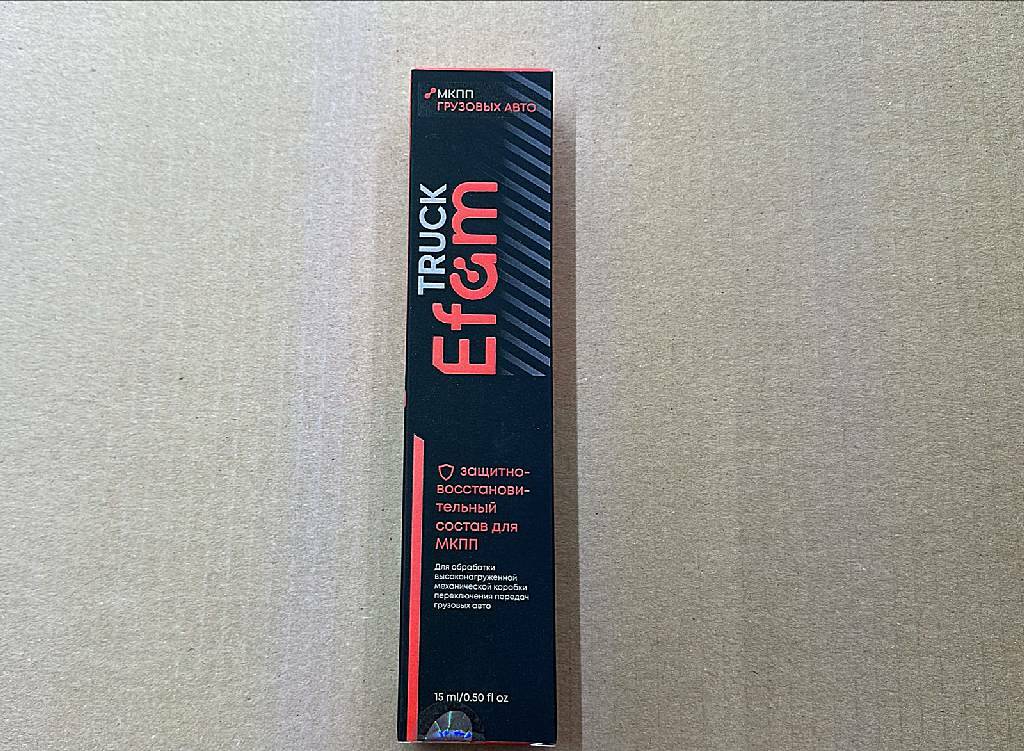 МКПП
ГРУЗОВЫХ АВТО
TRUCK
Efam
защитно-
восстанови-
тельный
состав для
МКПП
Для обработки
высоконагруженной
механической коробки
переключения передач
грузовых авто
15 ml/0.50 fl oz